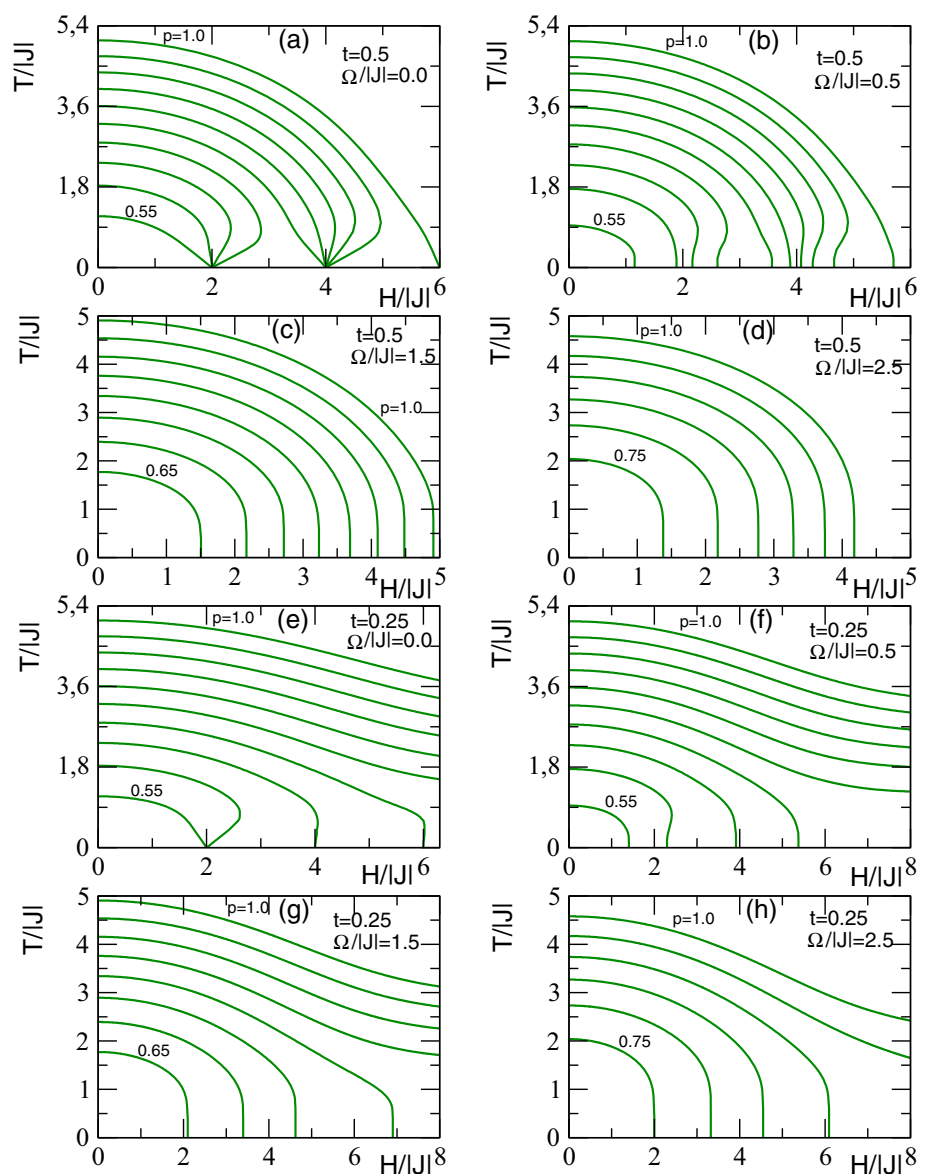 5,4
3,6
1,8
0
T/|J|
p=1.0
(a)
t=0.5
Ω/|J|=0.0
0.55
0 2 4 6
H/|J|
5,4
3,6
1,8
0
T/|J|
p=1.0
(b)
t=0.5
Ω/|J|=0.5
0.55
0 2 4 6
H/|J|
5
4
3
2
1
0
T/|J|
(c)
t=0.5
Ω/|J|=1.5
p=1.0
0.65
0 1 2 3 4 5
H/|J|
5
4
3
2
1
0
T/|J|
p=1.0
(d)
t=0.5
Ω/|J|=2.5
0.75
0 1 2 3 4 5
H/|J|
5,4
3,6
1,8
0
T/|J|
p=1.0
(e)
t=0.25
Ω/|J|=0.0
0.55
0 2 4 6
H/|J|
5,4
3,6
1,8
0
T/|J|
p=1.0
(f)
t=0.25
Ω/|J|=0.5
0.55
0 2 4 6 8
H/|J|
5
4
3
2
1
0
T/|J|
p=1.0
(g)
t=0.25
Ω/|J|=1.5
0.65
0 2 4 6 8
H/|J|
5
4
3
2
1
0
T/|J|
p=1.0
(h)
t=0.25
Ω/|J|=2.5
0.75
0 2 4 6 8
H/|J|